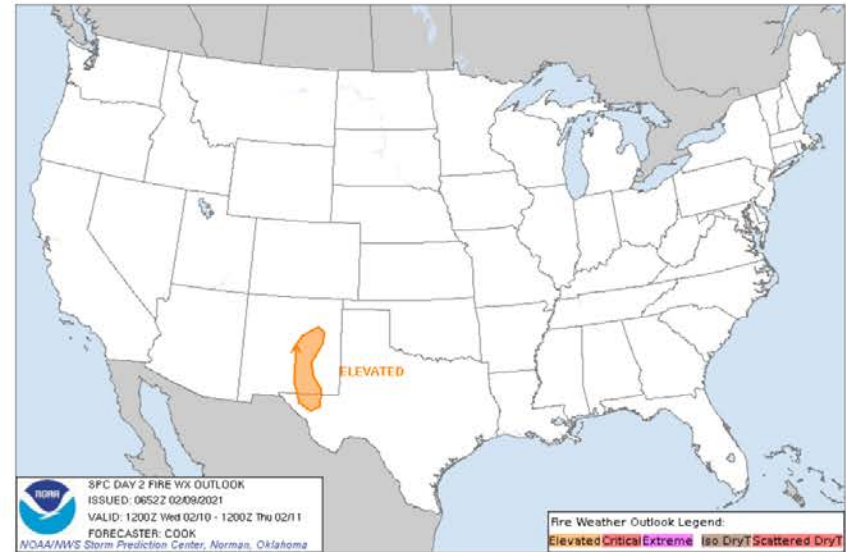 ELEVATED
NOAA
SPC DAY 2 FIRE WX OUTLOOK
ISSUED: 0652Z 02/09/2021
VALID: 1200Z Wed 02/10 - 1200Z Thu 02/11
FORECASTER: COOK
NOAA/NWS Storm Prediction Center, Norman, Oklahoma
Fire Weather Outlook Legend:
Elevated Critical Extreme Iso DryT Scattered DryT